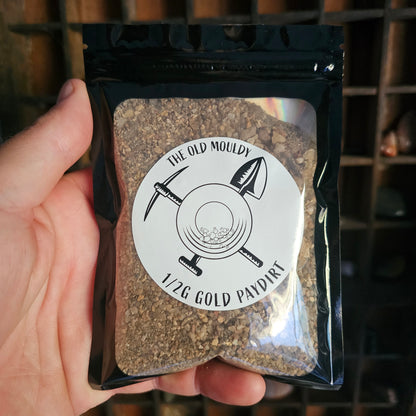 THE OLD MOULDY
1/2G GOLD PAYDIRT